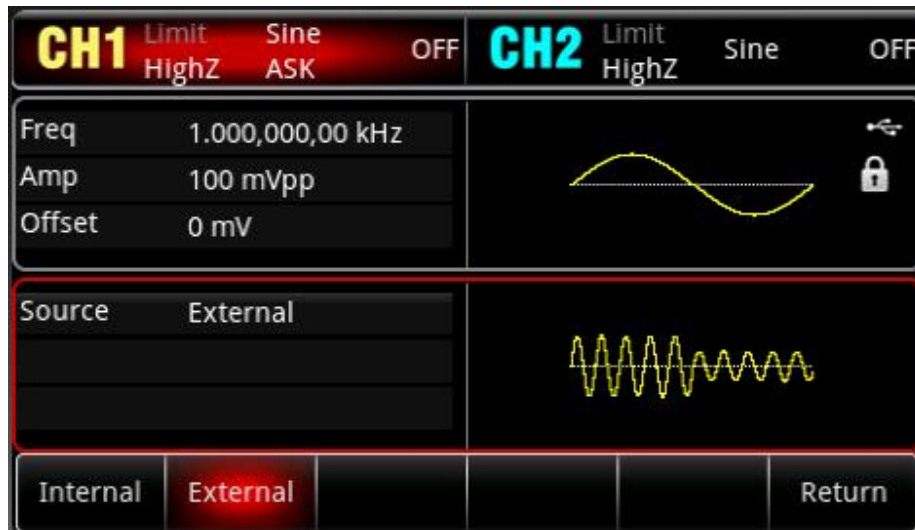 CH1 Limit Sine OFF CH2 Limit Sine OFF
HighZ ASK HighZ
Freq 1.000,000,00 kHz
Amp 100 mVpp
Offset 0 mV
Source External
Internal External Return